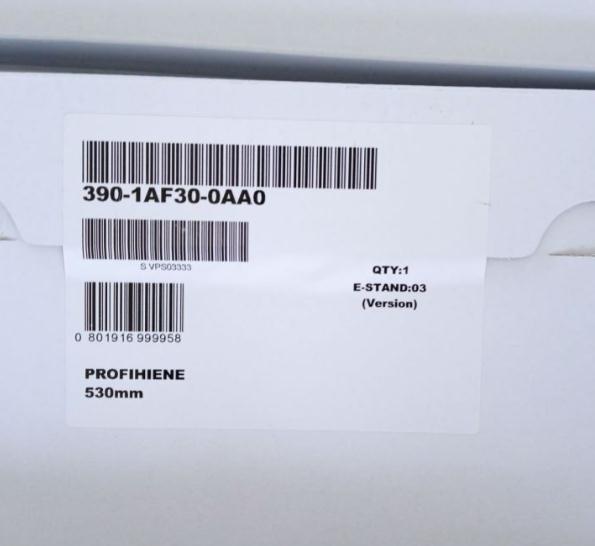 390-1AF30-0AA0
S VPS03333
QTY:1
E-STAND:03
(Version)
0 801916 999958
PROFIHIENE
530mm